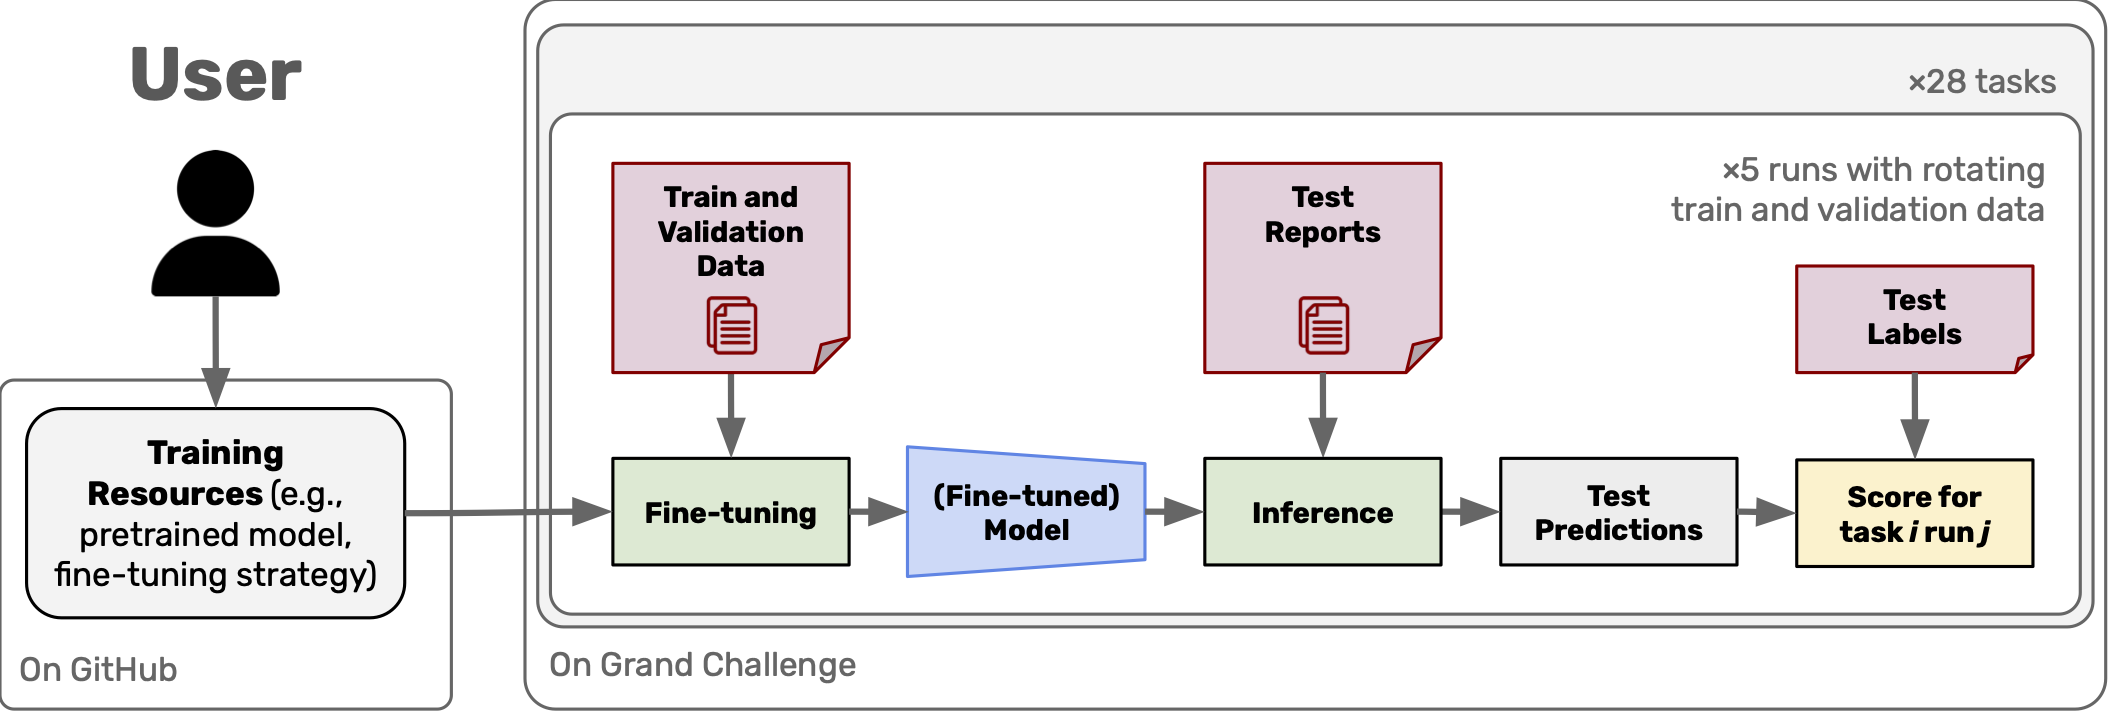 User
Training
Resources (e.g.,
pretrained model,
fine-tuning strategy)
On GitHub
×28 tasks
×5 runs with rotating
train and validation data
Train and
Validation
Data
Test
Reports
Test
Labels
Fine-tuning
(Fine-tuned)
Model
Inference
Test
Predictions
Score for
task i run j
On Grand Challenge